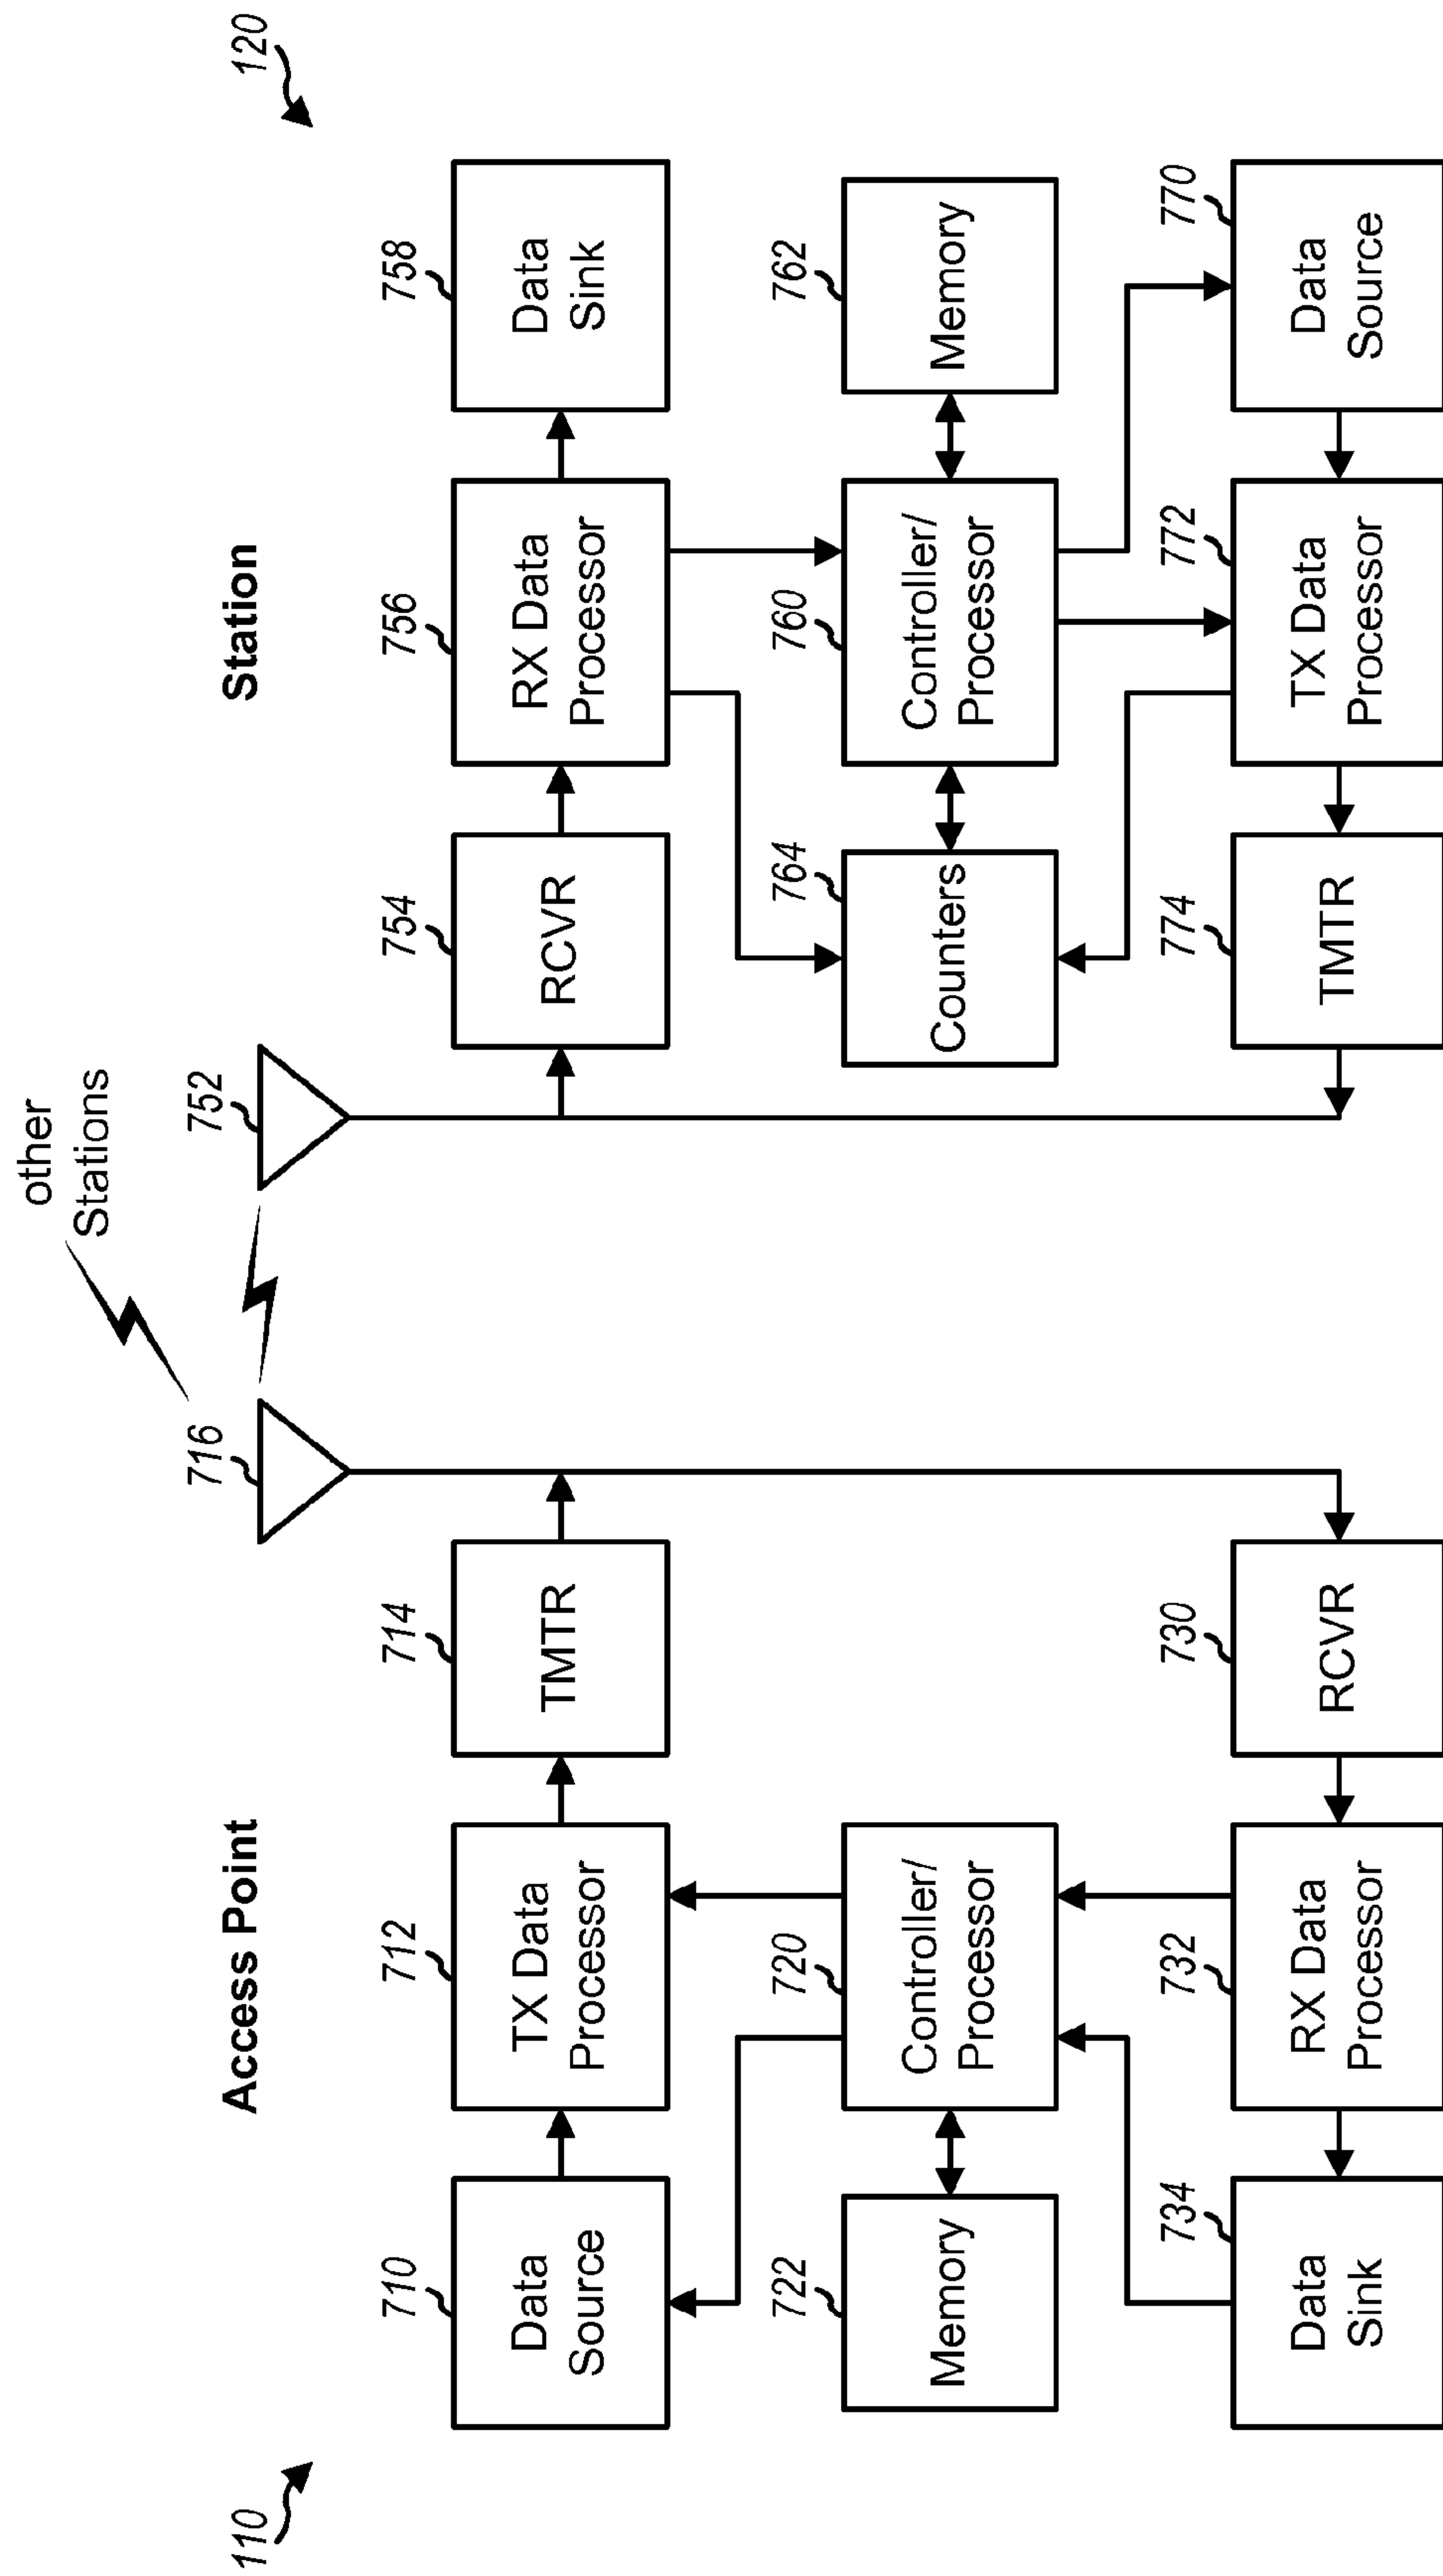 other
Stations
110
Access Point
716
752
Station
120
710
Data
Source
712
TX Data
Processor
714
TMTR
754
RCVR
756
RX Data
Processor
758
Data
Sink
722
Memory
720
Controller/
Processor
764
Counters
760
Controller/
Processor
762
Memory
734
Data
Sink
732
RX Data
Processor
730
RCVR
774
TMTR
772
TX Data
Processor
770
Data
Source